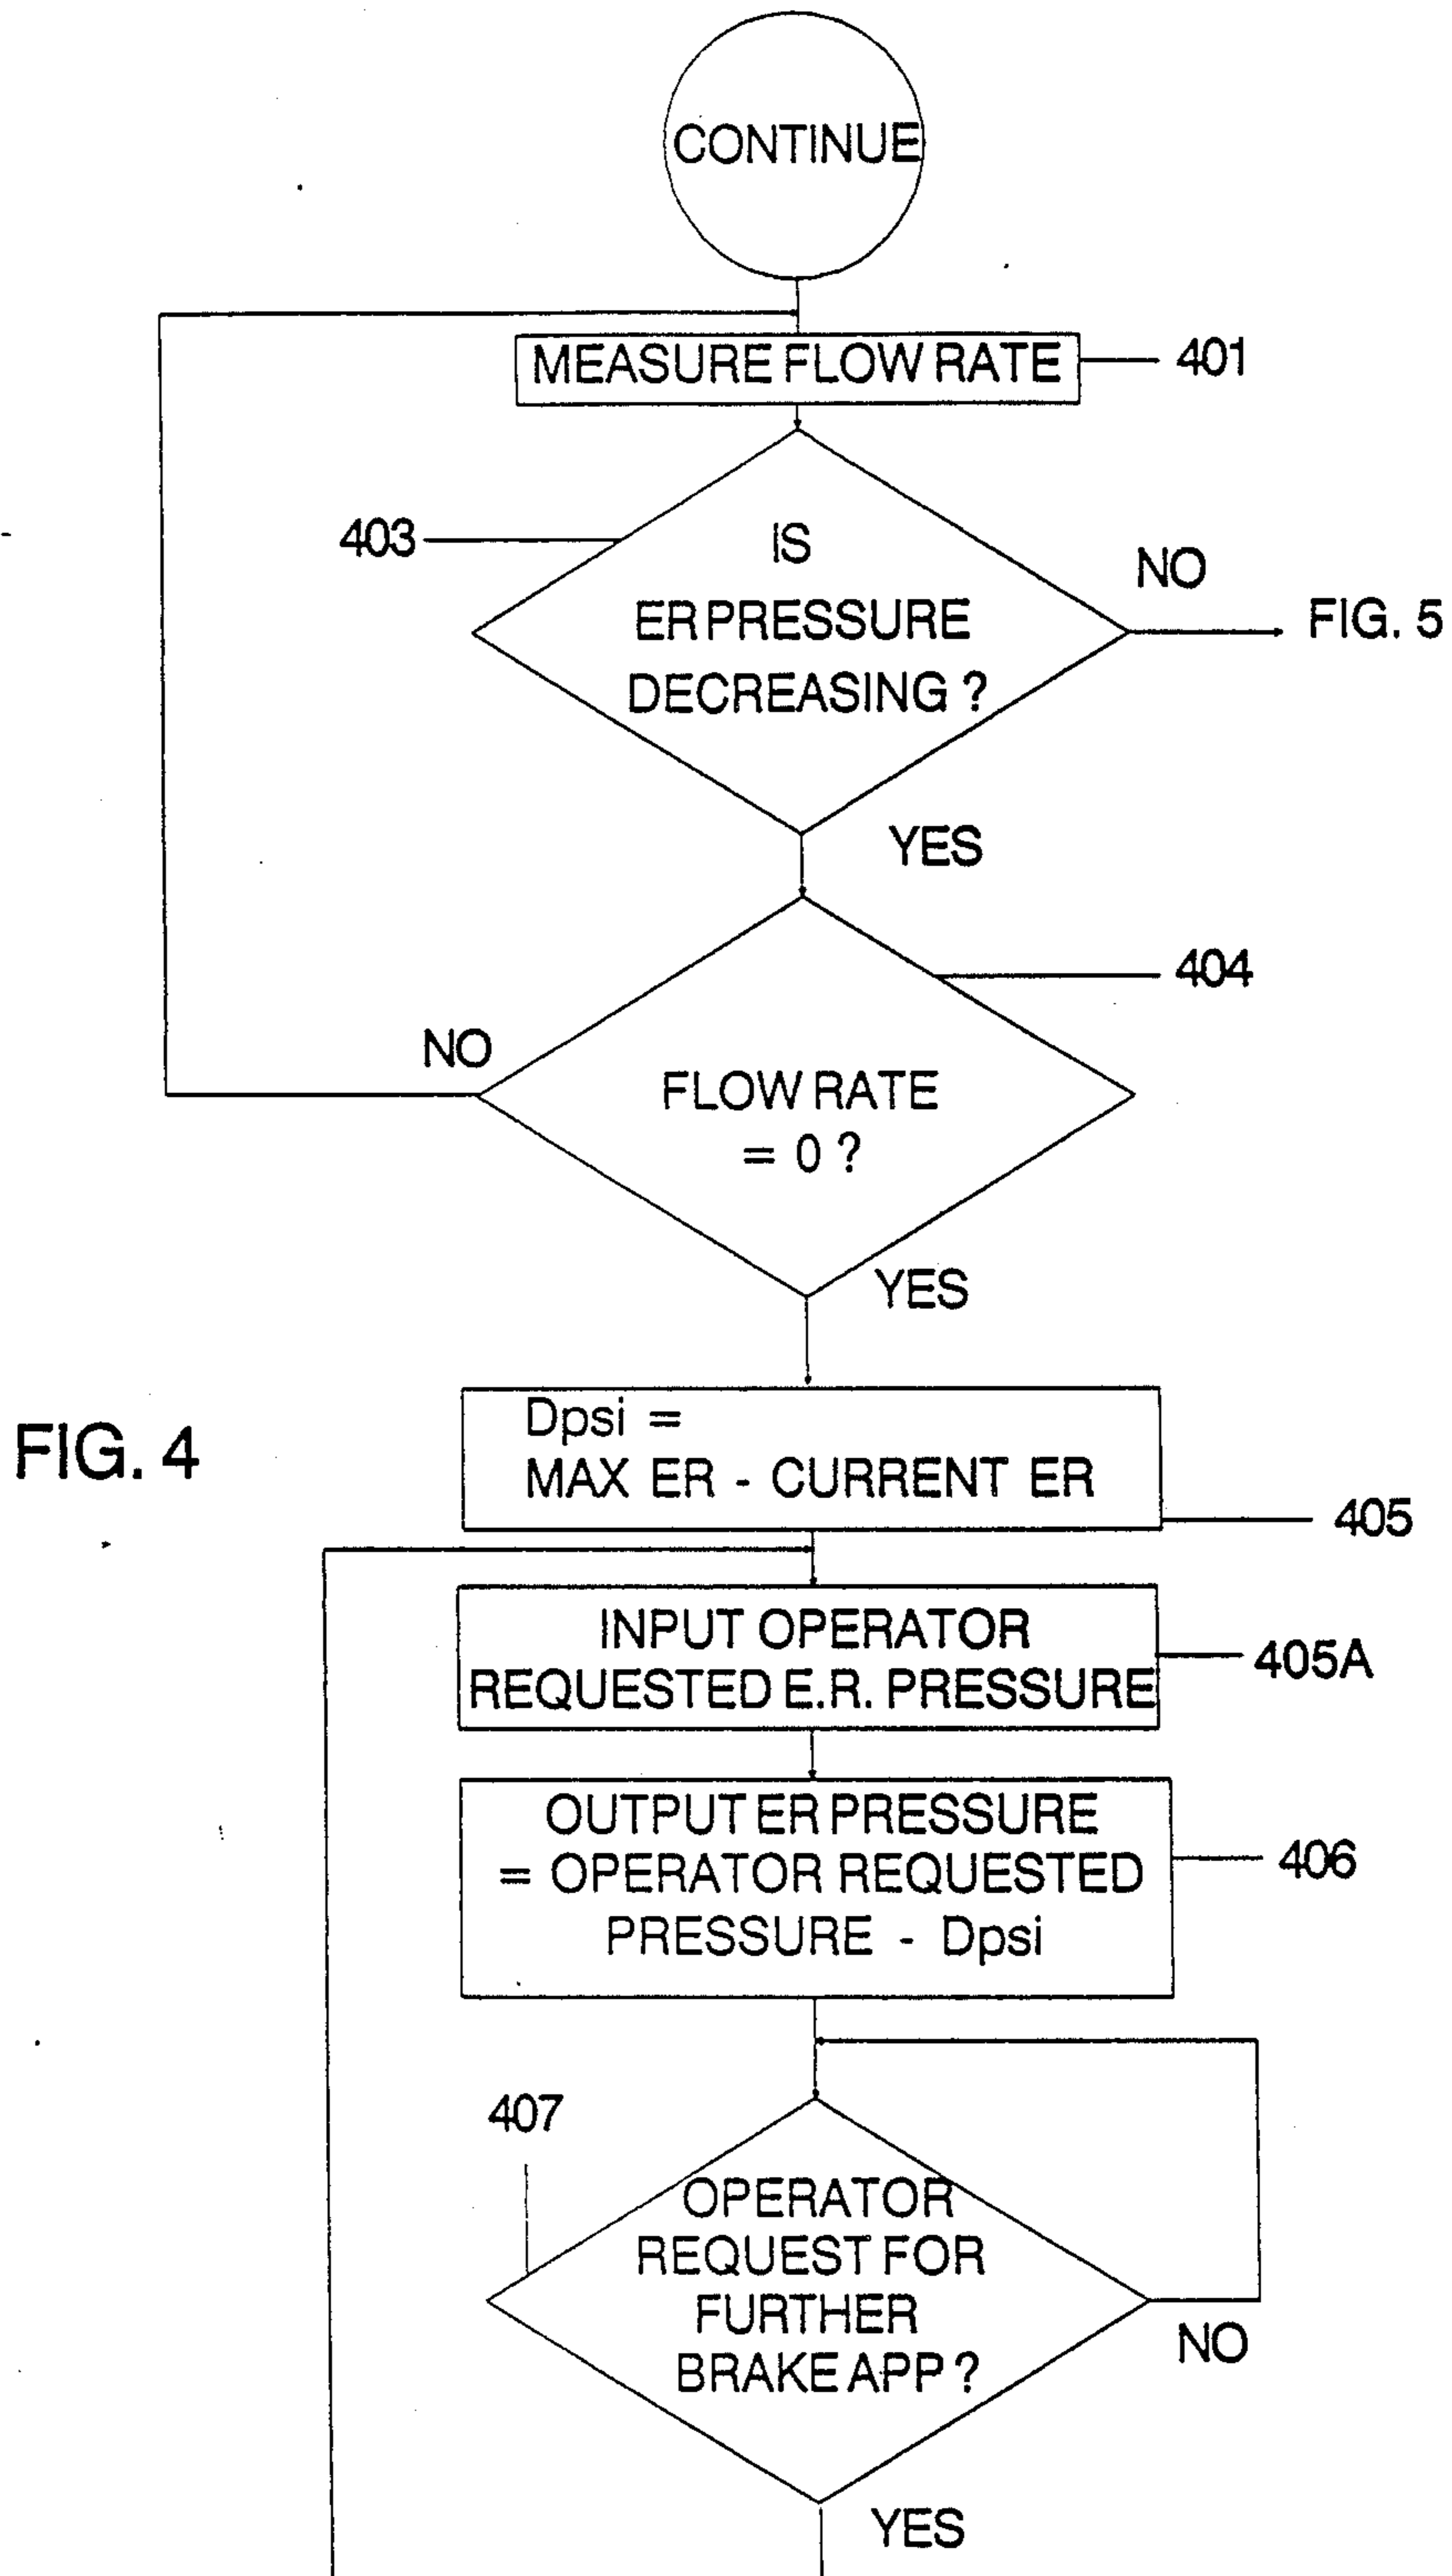 CONTINUE
MEASURE FLOW RATE
401
403
IS
ER PRESSURE
DECREASING ?
NO
FIG. 5
YES
404
NO
FLOW RATE
= 0 ?
YES
FIG. 4
Dpsi =
MAX ER - CURRENT ER
405
INPUT OPERATOR
REQUESTED E.R. PRESSURE
405A
OUTPUT ER PRESSURE
= OPERATOR REQUESTED
PRESSURE - Dpsi
406
407
OPERATOR
REQUEST FOR
FURTHER
BRAKE APP ?
NO
YES